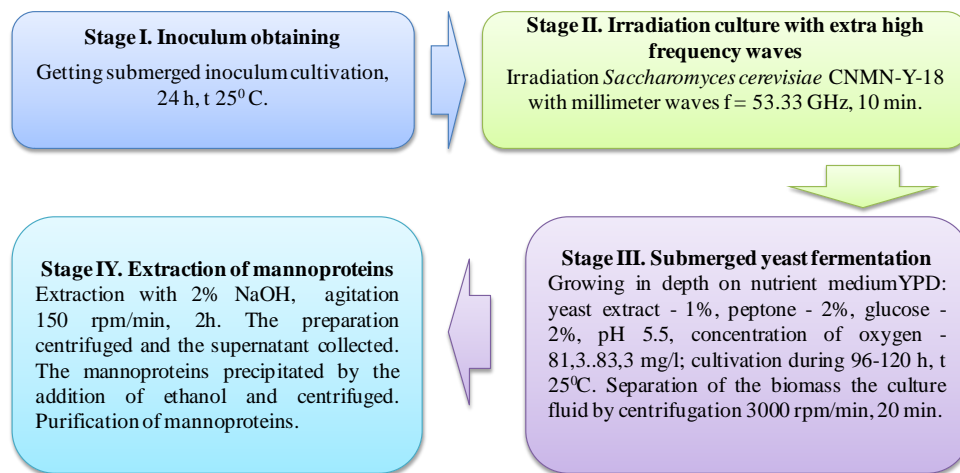 Stage I. Inoculum obtaining
Getting submerged inoculum cultivation,
24 h, t 25⁰ C.
Stage II. Irradiation culture with extra high
frequency waves
Irradiation Saccharomyces cerevisiae CNMN-Y-18
with millimeter waves f = 53.33 GHz, 10 min.
Stage III. Submerged yeast fermentation
Growing in depth on nutrient mediumYPD:
yeast extract - 1%, peptone - 2%, glucose -
2%, pH 5.5, concentration of oxygen -
81,3..83,3 mg/l; cultivation during 96-120 h, t
25⁰C. Separation of the biomass the culture
fluid by centrifugation 3000 rpm/min, 20 min.
Stage IY. Extraction of mannoproteins
Extraction with 2% NaOH, agitation
150 rpm/min, 2h. The preparation
centrifuged and the supernatant collected.
The mannoproteins precipitated by the
addition of ethanol and centrifuged.
Purification of mannoproteins.